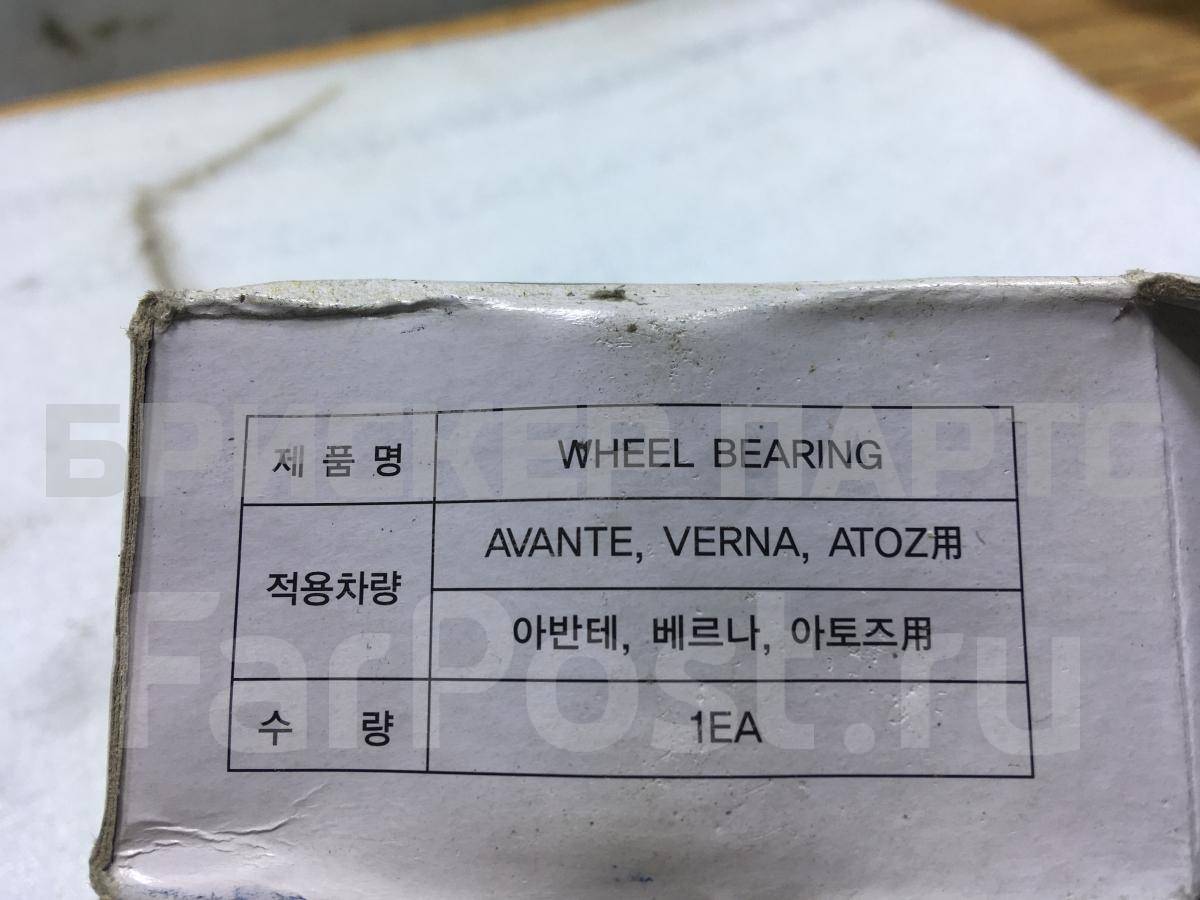 제 품 명 WHEEL BEARING
적용차량 AVANTE, VERNA, ATOZ用
아반테, 베르나, 아토즈用
수 량 1EA
БРИСКЕР ПАРТС
FarPost.ru